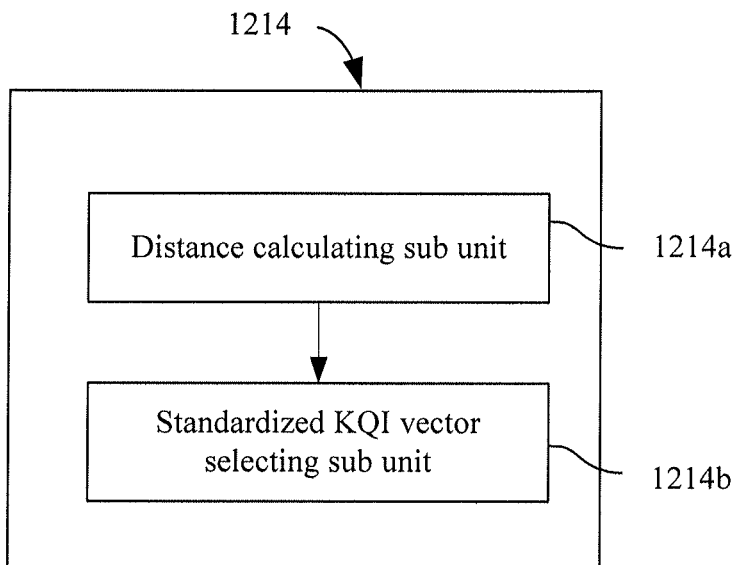 1214
Distance calculating sub unit
1214a
Standardized KQI vector
selecting sub unit
1214b